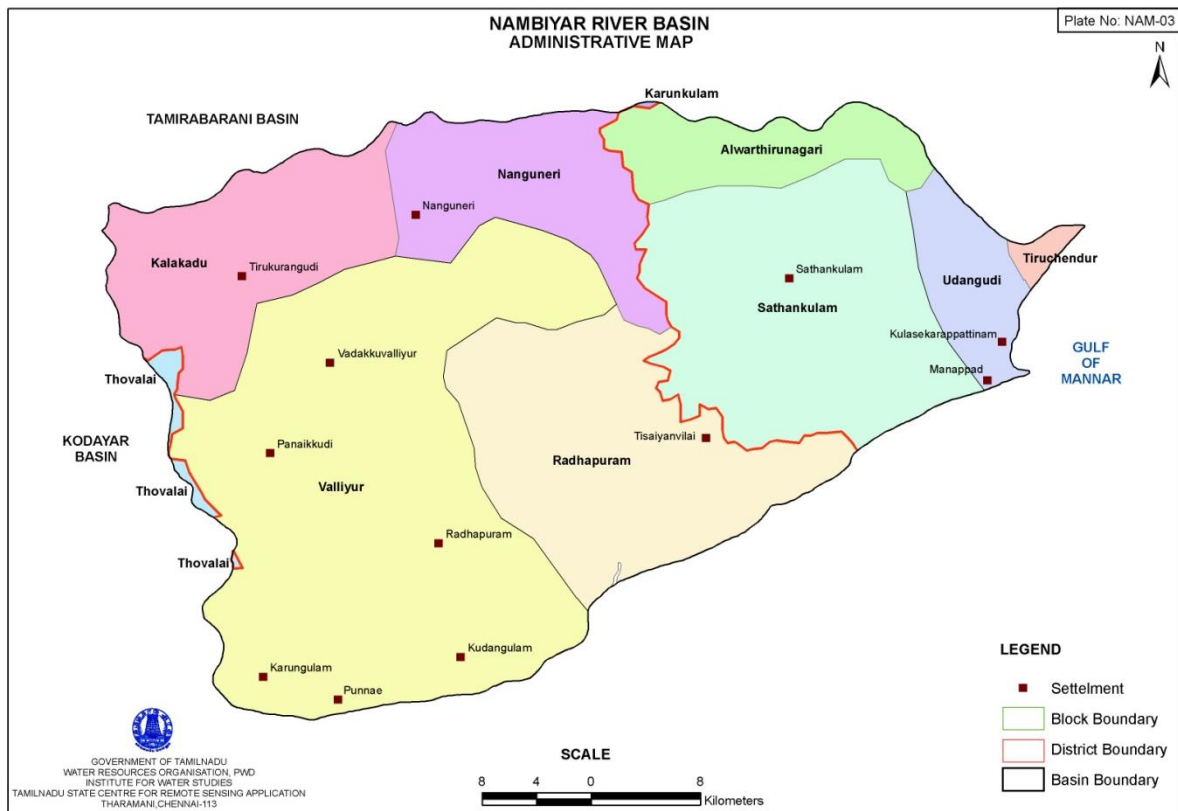 NAMBIYAR RIVER BASIN
ADMINISTRATIVE MAP
Plate No: NAM-03
N
Karunkulam
TAMIRABARANI BASIN
Alwarthirunagari
Nanguneri
Nanguneri
Kalakadu
Tirukurangudi
Sathankulam
Sathankulam
Tiruchendur
Udangudi
Kulasekarappattinam
Manappad
GULF
OF
MANNAR
Thovalai
Vadakkuvalliyur
KODAYAR
BASIN
Panaikkudi
Tisaiyanvilai
Radhapuram
Valliyur
Thovalai
Radhapuram
Thovalai
Kudangulam
Karungulam
Punnae
LEGEND
Settelment
Block Boundary
District Boundary
Basin Boundary
SCALE
8 4 0 8
Kilometers
GOVERNMENT OF TAMILNADU
WATER RESOURCES ORGANISATION, PWD
INSTITUTE FOR WATER STUDIES
TAMILNADU STATE CENTRE FOR REMOTE SENSING APPLICATION
THARAMANI,CHENNAI-113